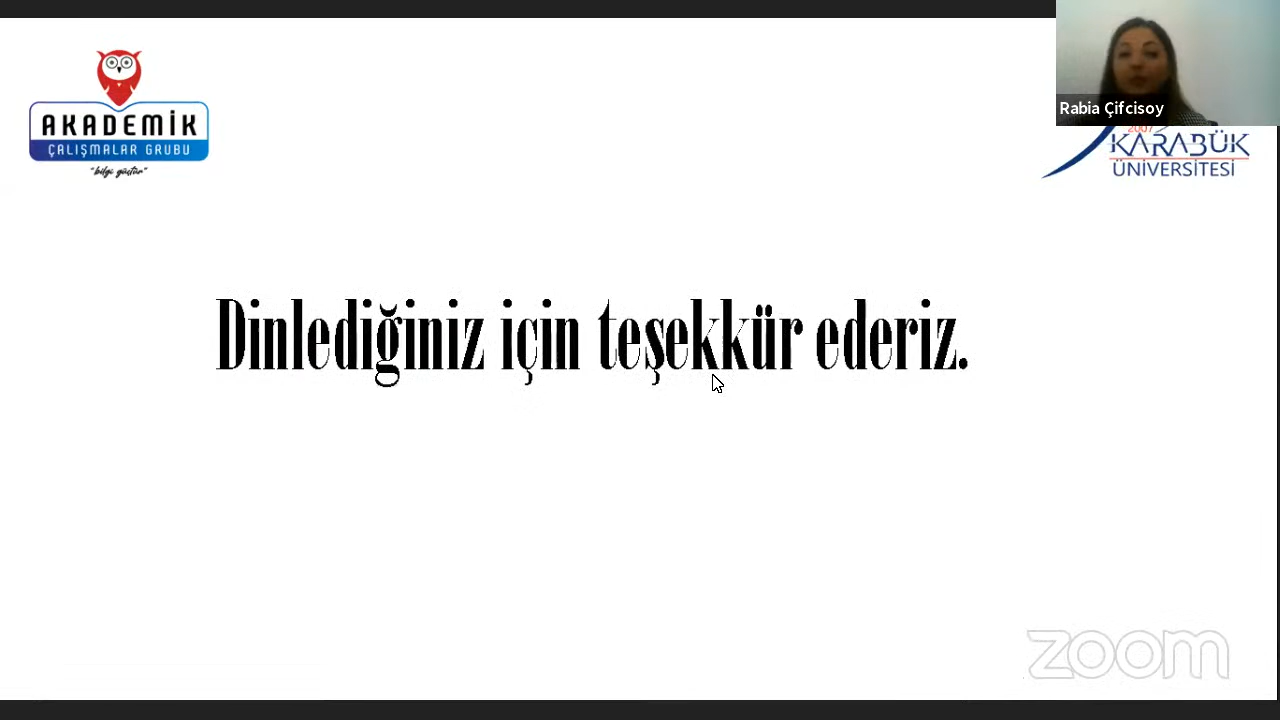 AKADEMİK
ÇALIŞMALAR GRUBU
"bilgi güçtür"
Rabia Çifcisoy
2007
KARABÜK
ÜNİVERSİTESİ
Dinlediğiniz için teşekkür ederiz.
zoom